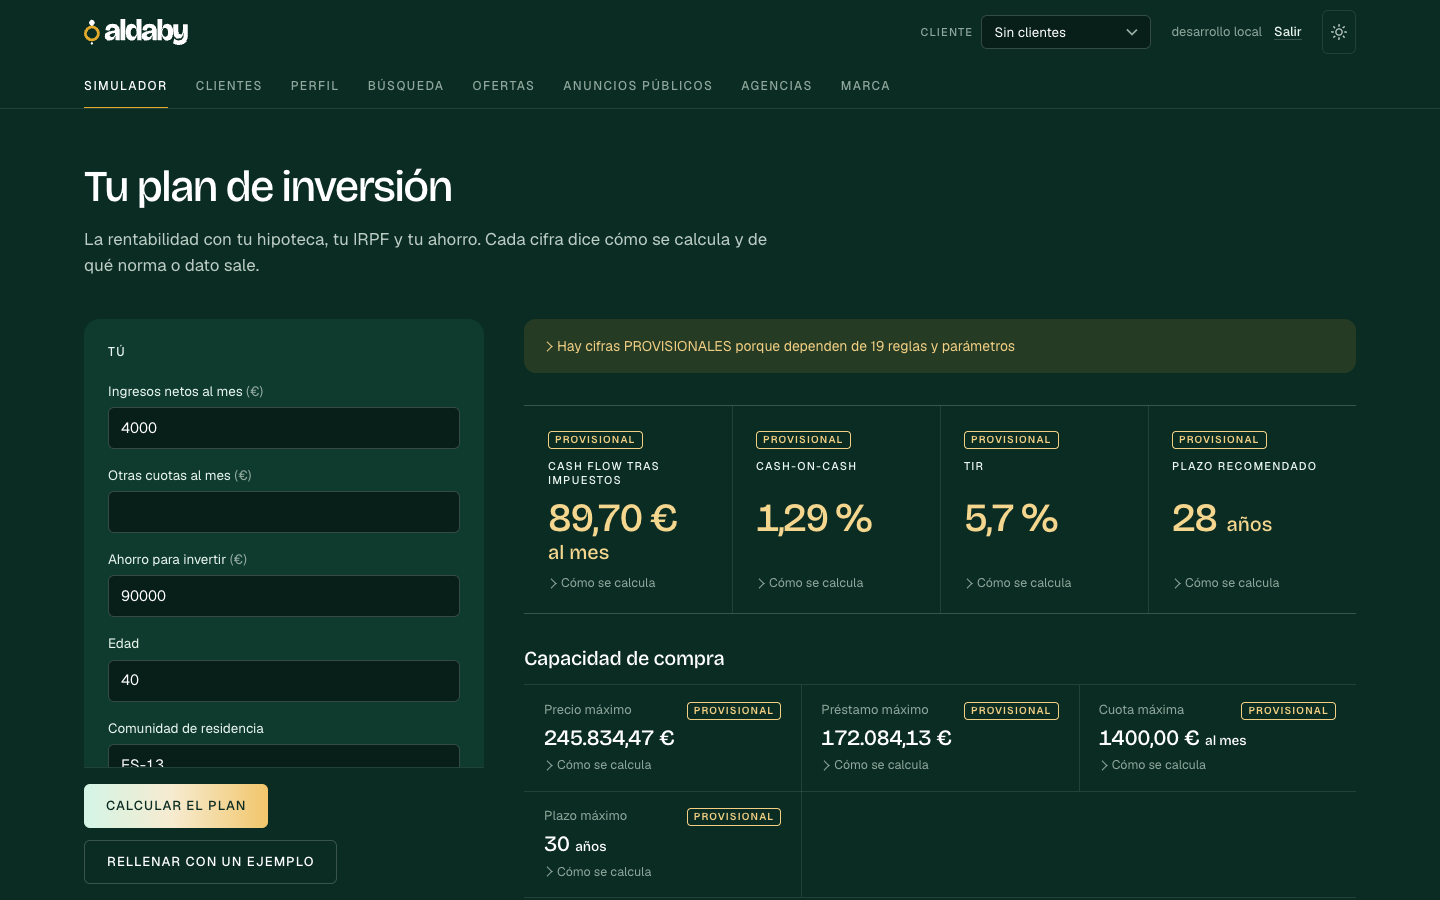 aldaby
CLIENTE
Sin clientes
desarrollo local
Salir
SIMULADOR
CLIENTES
PERFIL
BÚSQUEDA
OFERTAS
ANUNCIOS PÚBLICOS
AGENCIAS
MARCA
Tu plan de inversión
La rentabilidad con tu hipoteca, tu IRPF y tu ahorro. Cada cifra dice cómo se calcula y de
qué norma o dato sale.
TÚ
Ingresos netos al mes (€)
4000
Otras cuotas al mes (€)
Ahorro para invertir (€)
90000
Edad
40
Comunidad de residencia
ES-13
CALCULAR EL PLAN
RELLENAR CON UN EJEMPLO
Hay cifras PROVISIONALES porque dependen de 19 reglas y parámetros
PROVISIONAL
CASH FLOW TRAS
IMPUESTOS
89,70 €
al mes
Cómo se calcula
PROVISIONAL
CASH-ON-CASH
1,29 %
Cómo se calcula
PROVISIONAL
TIR
5,7 %
Cómo se calcula
PROVISIONAL
PLAZO RECOMENDADO
28 años
Cómo se calcula
Capacidad de compra
Precio máximo
PROVISIONAL
245.834,47 €
Cómo se calcula
Préstamo máximo
PROVISIONAL
172.084,13 €
Cómo se calcula
Cuota máxima
PROVISIONAL
1400,00 € al mes
Cómo se calcula
Plazo máximo
PROVISIONAL
30 años
Cómo se calcula